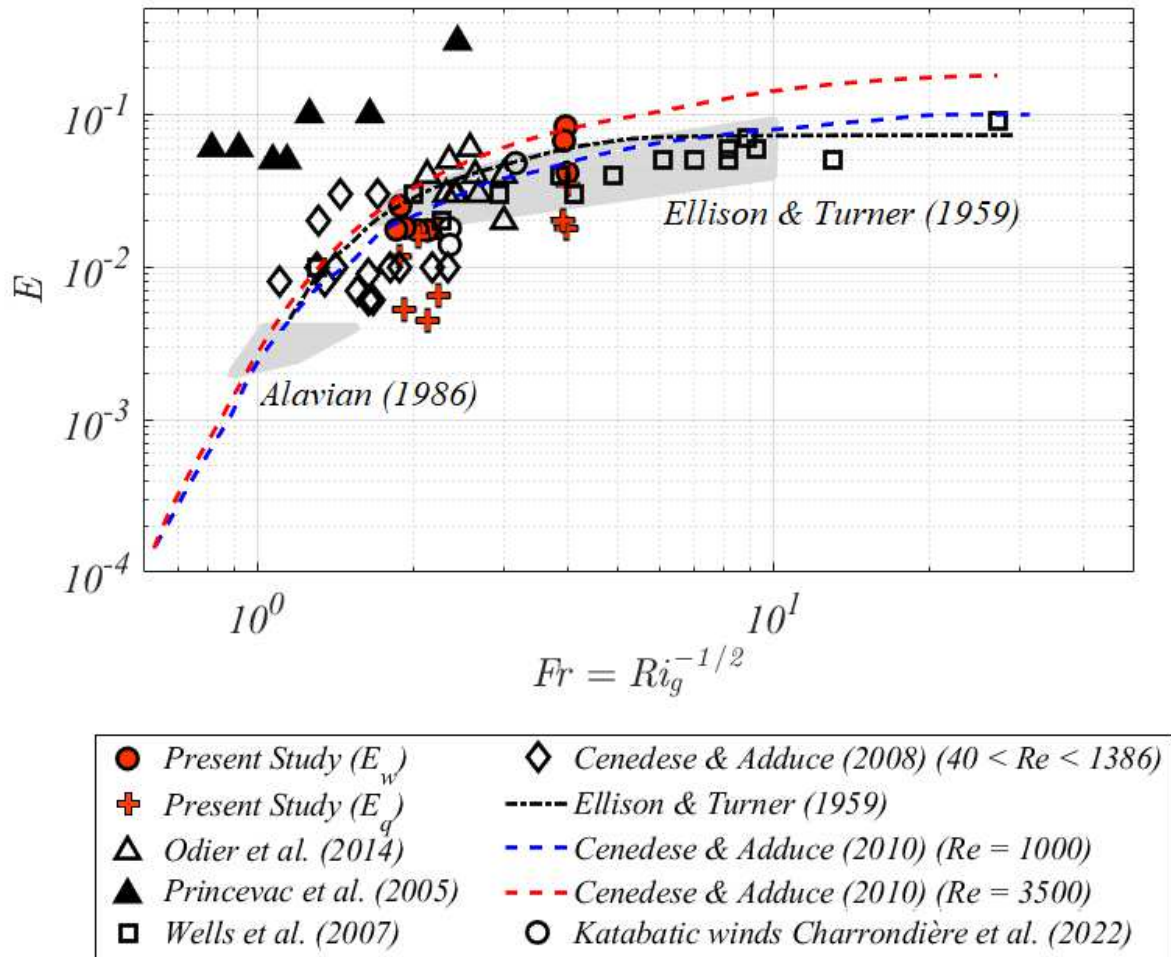 10^-1
10^-2
10^-3
10^-4
E
Ellison & Turner (1959)
Alavian (1986)
10^0
10^1
Fr = Ri_g^{-1/2}
Present Study (E_w)
Present Study (E_q)
Odier et al. (2014)
Princevac et al. (2005)
Wells et al. (2007)
Cenedese & Adduce (2008) (40 < Re < 1386)
Ellison & Turner (1959)
Cenedese & Adduce (2010) (Re = 1000)
Cenedese & Adduce (2010) (Re = 3500)
Katabatic winds Charrondière et al. (2022)